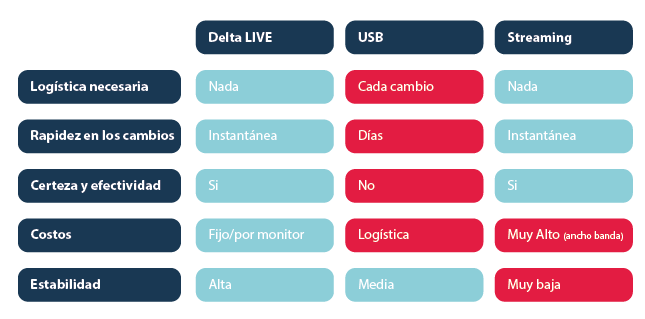 Delta LIVE USB Streaming
Logística necesaria Nada Cada cambio Nada
Rapidez en los cambios Instantánea Días Instantánea
Certeza y efectividad Si No Si
Costos Fijo/por monitor Logística Muy Alto (ancho banda)
Estabilidad Alta Media Muy baja